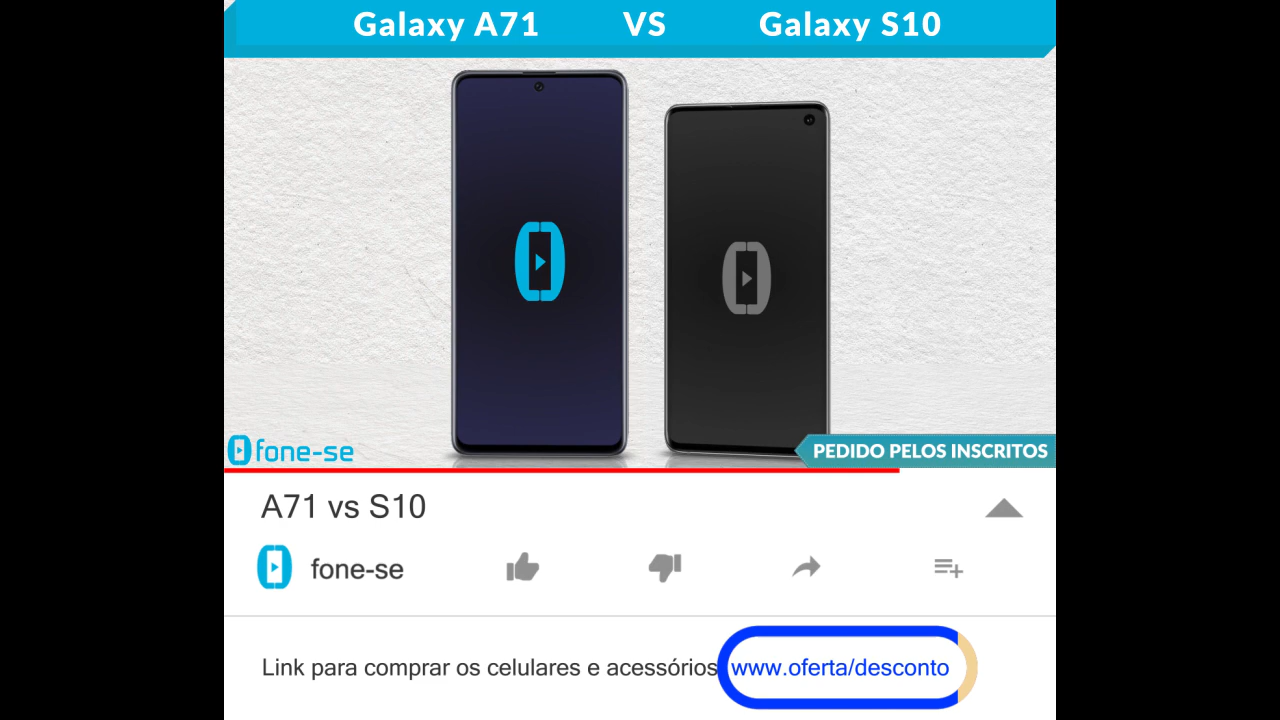 Galaxy A71 VS Galaxy S10
fone-se
PEDIDO PELOS INSCRITOS
A71 vs S10
fone-se
Link para comprar os celulares e acessórios www.oferta/desconto